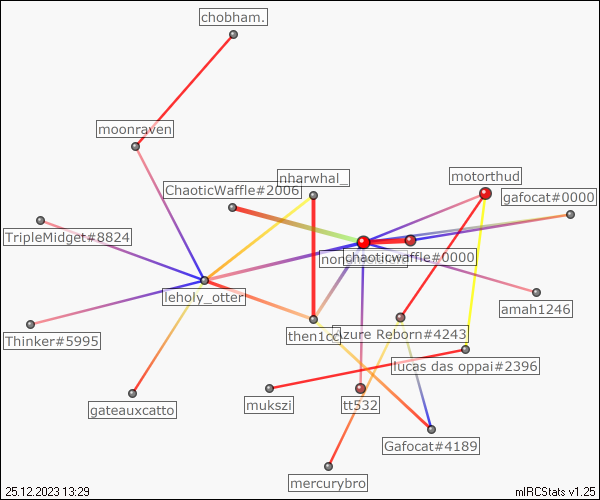 chobham.
moonraven
nharwhal_
motorthud
ChaoticWaffle#2006
gafocat#0000
TripleMidget#8824
chaoticwaffle#0000
leholy_otter
amah1246
Thinker#5995
then1cc
Azure Reborn#4243
lucas das oppai#2396
gateauxcatto
mukszi
tt532
Gafocat#4189
mercurybro
25.12.2023 13:29
mIRCStats v1.25